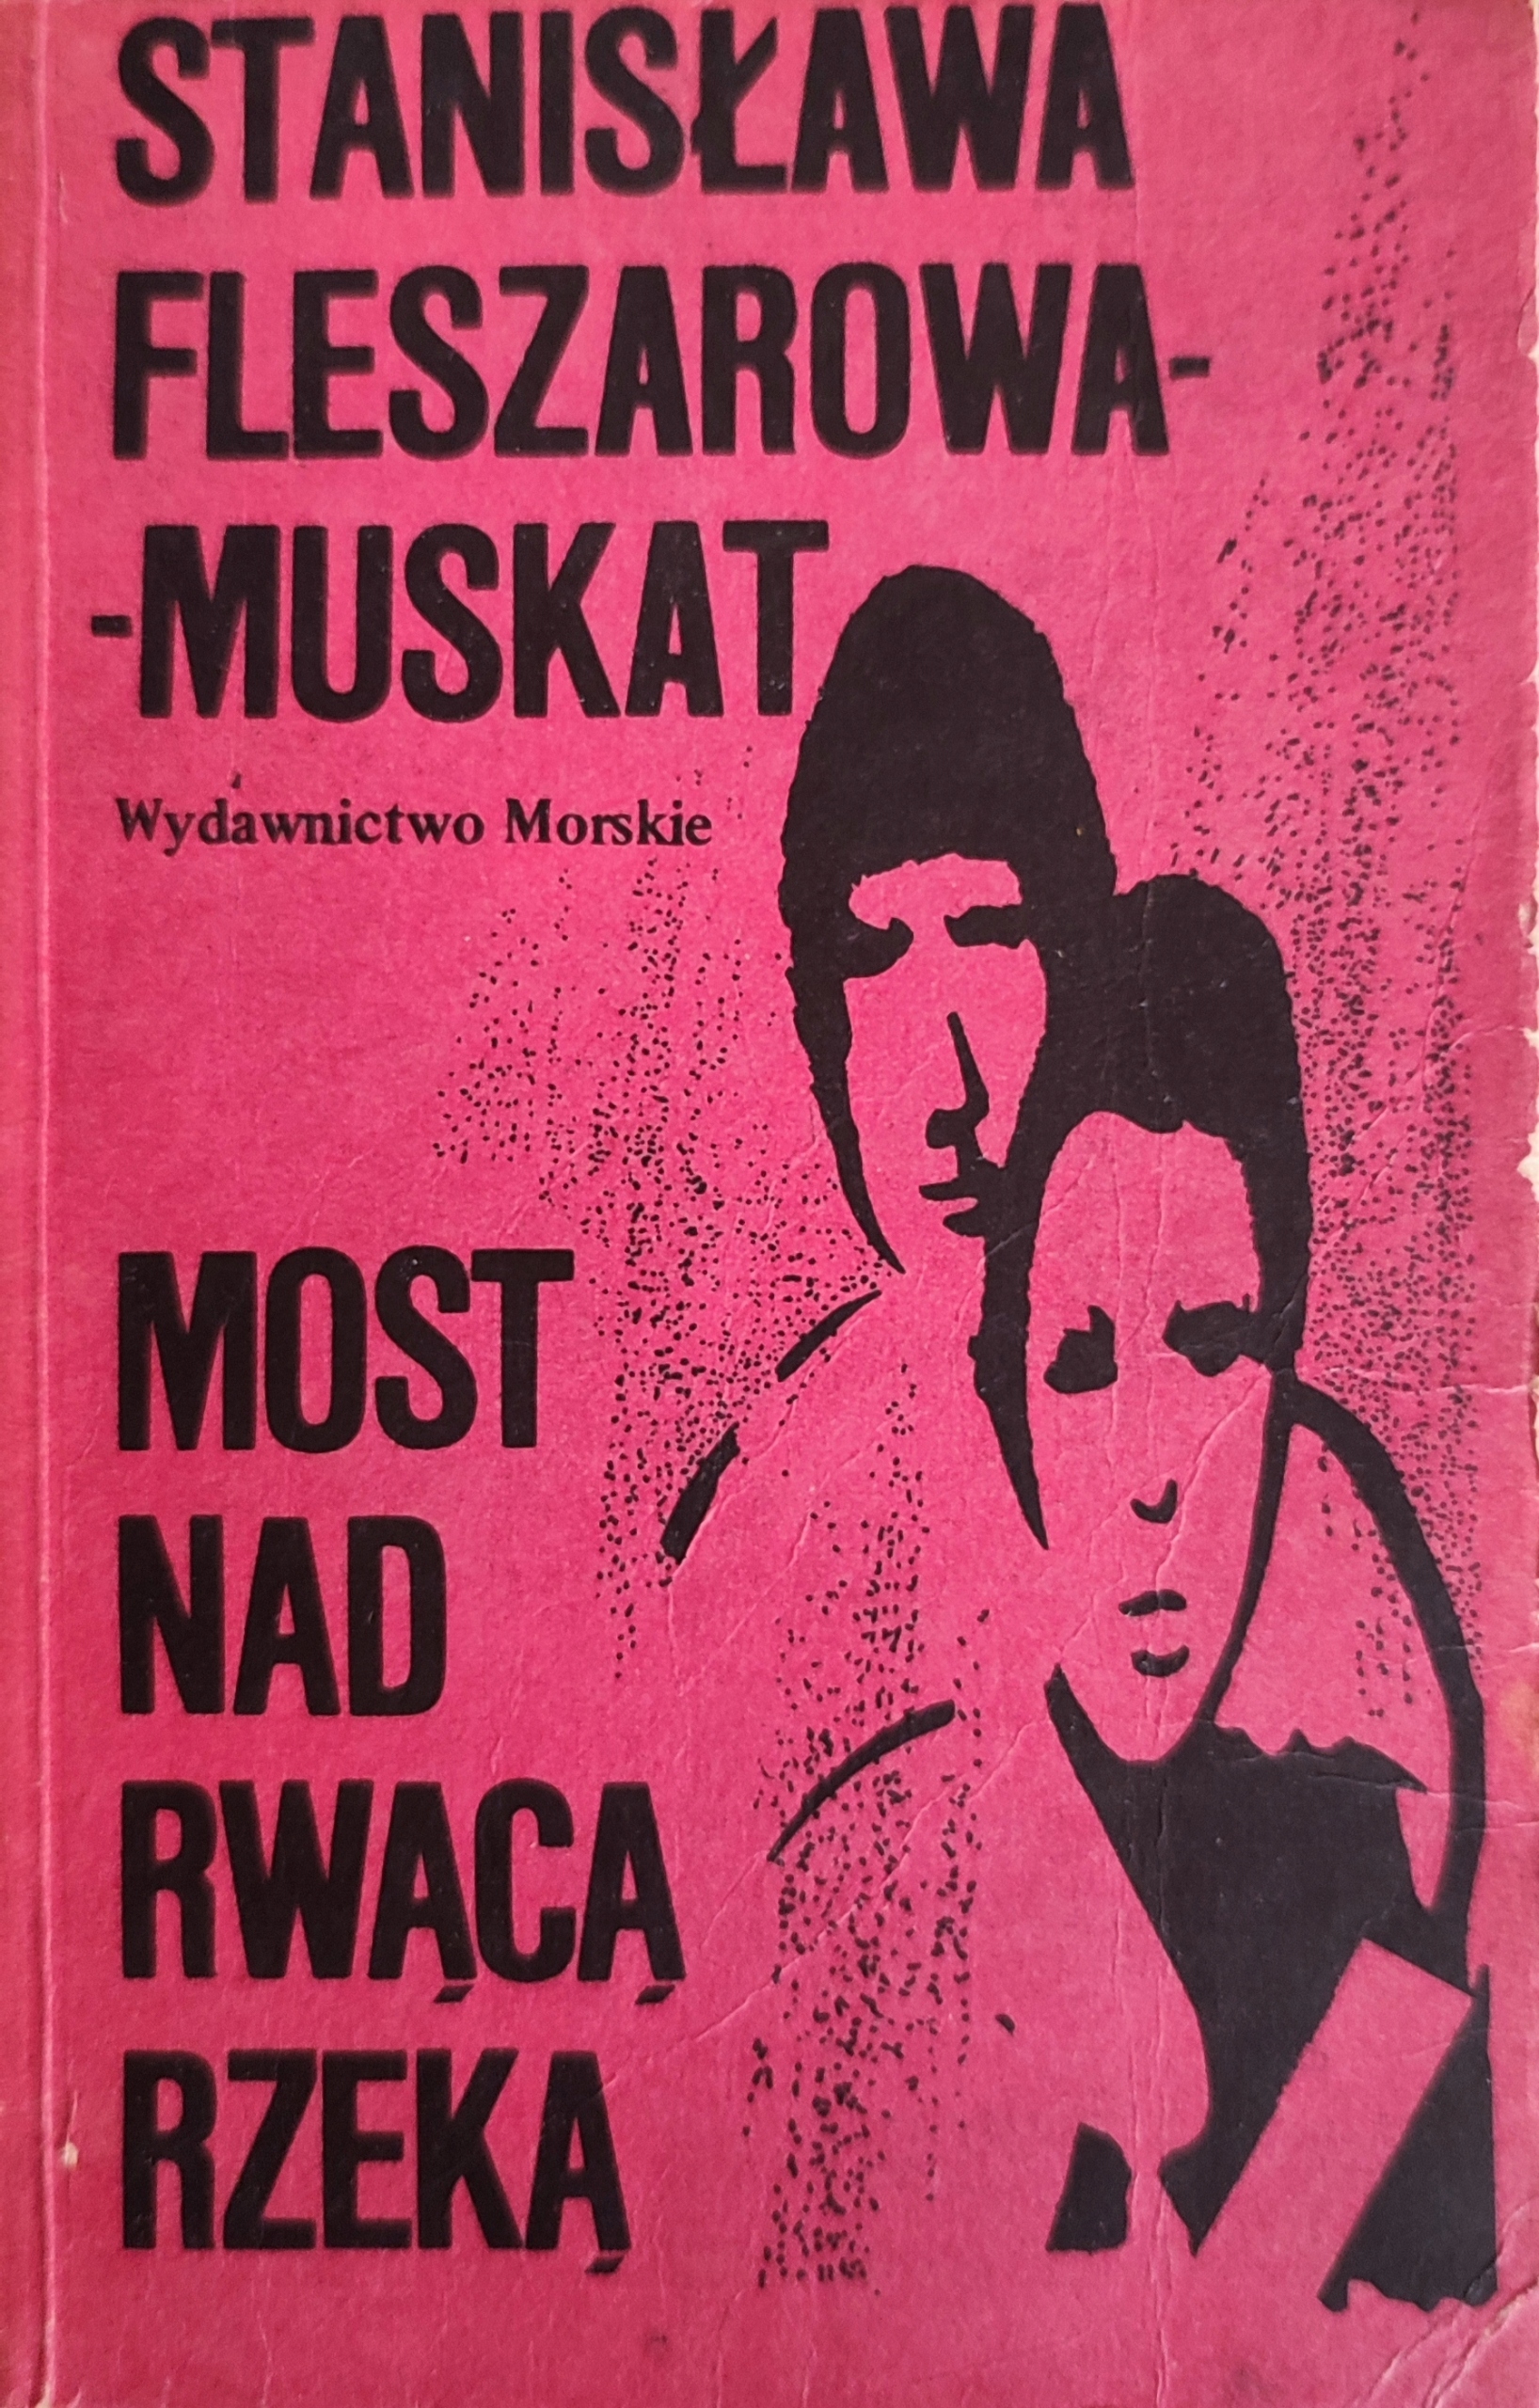 STANISŁAWA
FLESZAROWA-
-MUSKAT
Wydawnictwo Morskie
MOST
NAD
RWĄCĄ
RZEKĄ